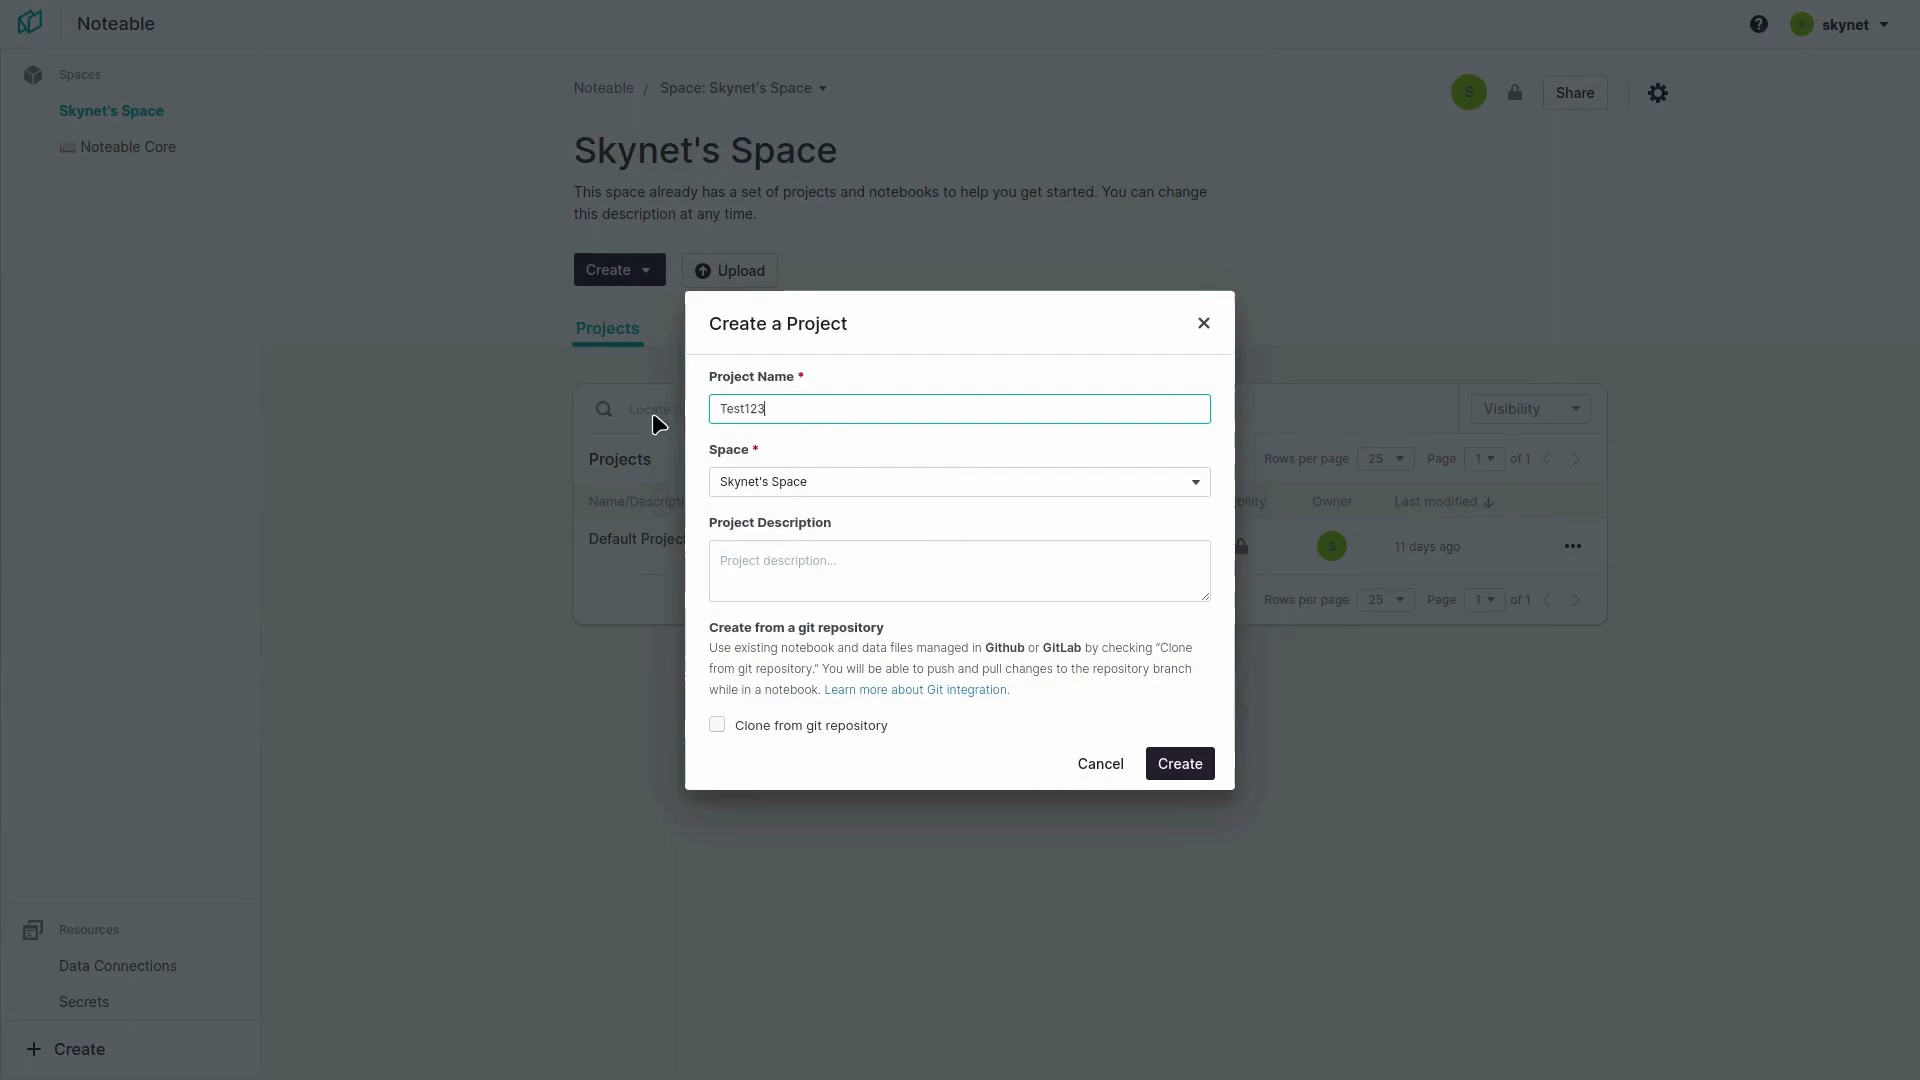 Noteable
? S skynet
Spaces
Skynet's Space
Noteable Core
Noteable / Space: Skynet's Space
S Share
Skynet's Space
This space already has a set of projects and notebooks to help you get started. You can change
this description at any time.
Create Upload
Projects
Create a Project
Project Name *
Test123
Space *
Skynet's Space
Project Description
Project description...
Create from a git repository
Use existing notebook and data files managed in Github or GitLab by checking “Clone
from git repository.” You will be able to push and pull changes to the repository branch
while in a notebook. Learn more about Git integration.
Clone from git repository
Cancel Create
Locate
Visibility
Projects
Rows per page 25 Page 1 of 1
Name/Descripti
bility Owner Last modified
Default Projec
S 11 days ago
Rows per page 25 Page 1 of 1
Resources
Data Connections
Secrets
Create